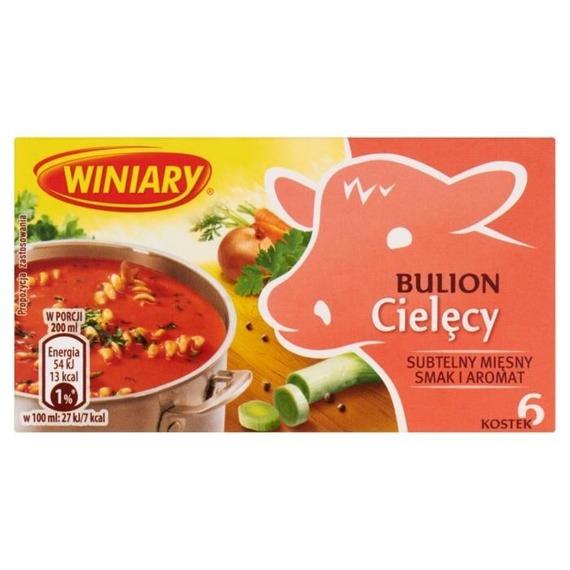 WINIARY®
Propozycja zastosowania
W PORCJI
200 ml
Energia
54 kJ
13 kcal
1%
w 100 ml: 27 kJ/7 kcal
BULION
Cielęcy
SUBTELNY MIĘSNY
SMAK I AROMAT
6
KOSTEK